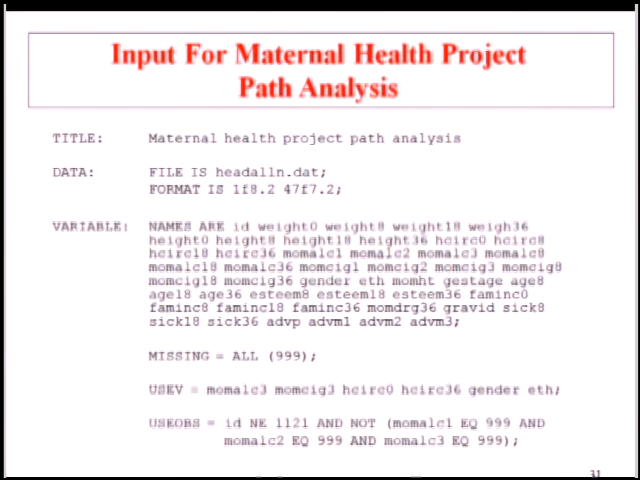 Input For Maternal Health Project
Path Analysis
TITLE: Maternal health project path analysis
DATA: FILE IS headalln.dat;
FORMAT IS 1f8.2 47f7.2;
VARIABLE: NAMES ARE id weight0 weight8 weight18 weigh36
height0 height8 height18 height36 hcirc0 hcirc8
hcirc18 hcirc36 momalc1 momalc2 momalc3 momalc8
momalc18 momalc36 momcig1 momcig2 momcig3 momcig8
momcig18 momcig36 gender eth momht gestage age8
age18 age36 esteem8 esteem18 esteem36 faminc0
faminc8 faminc18 faminc36 momdrg36 gravid sick8
sick18 sick36 advp advm1 advm2 advm3;
MISSING = ALL (999);
USEV = momalc3 momcig3 hcirc0 hcirc36 gender eth;
USEOBS = id NE 1121 AND NOT (momalc1 EQ 999 AND
momalc2 EQ 999 AND momalc3 EQ 999);
31